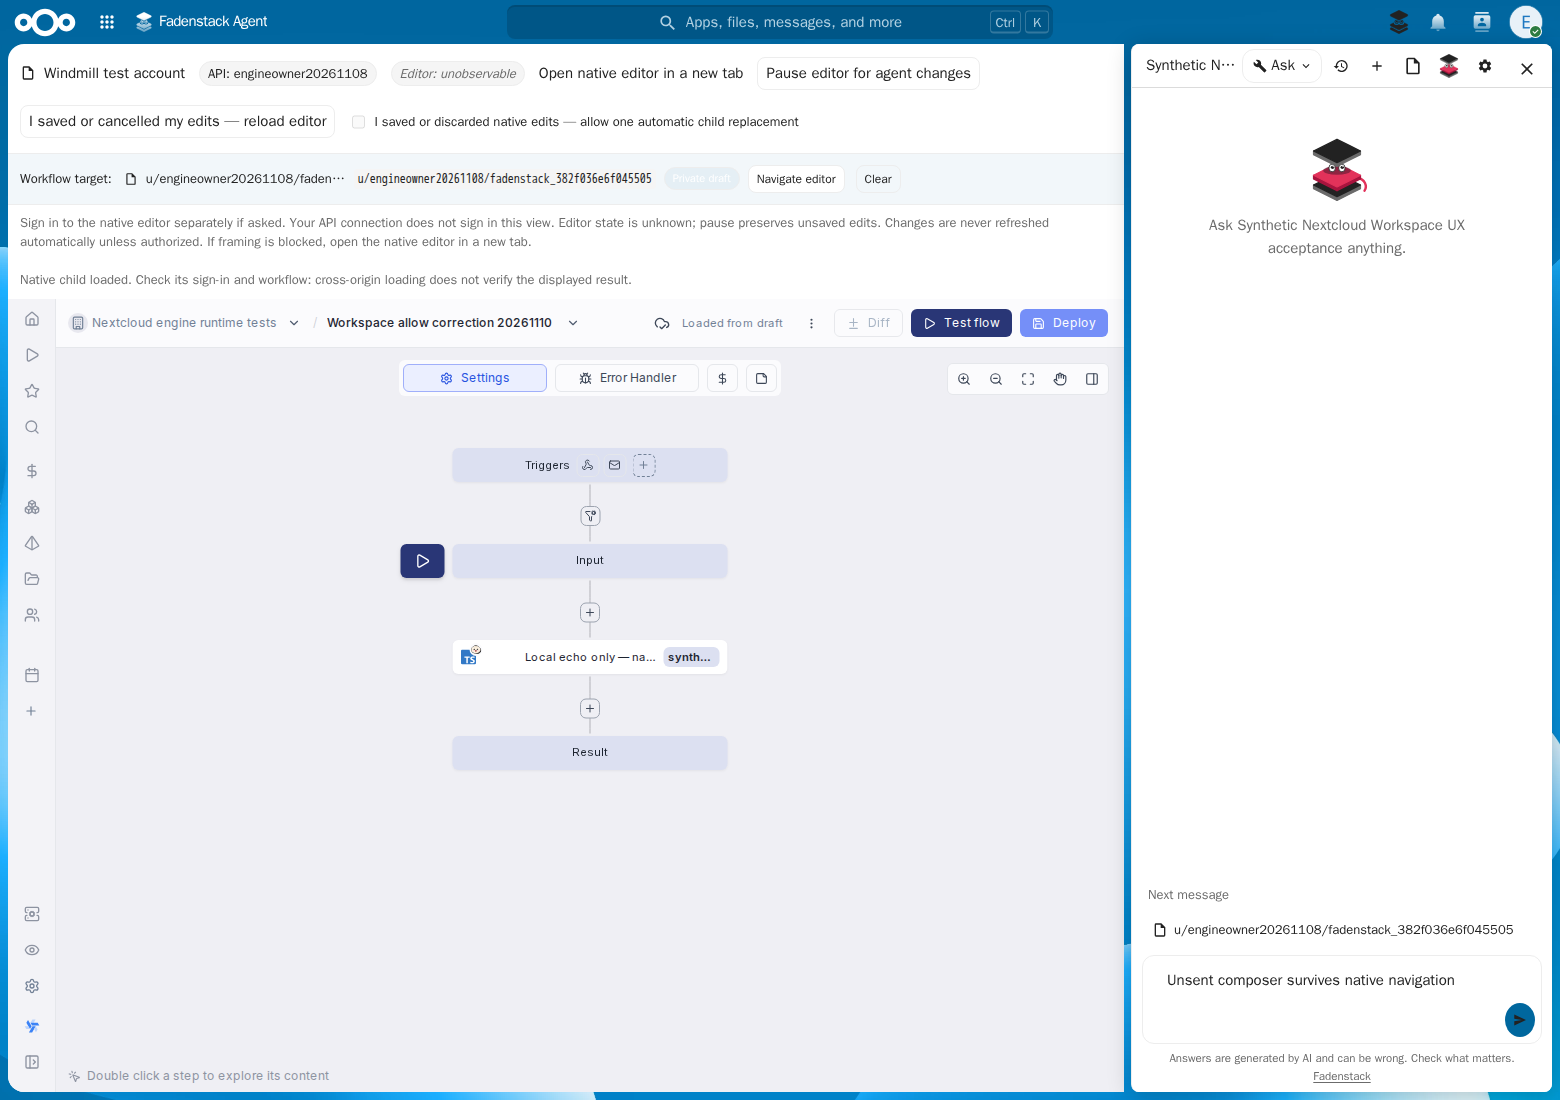 Fadenstack Agent
Apps, files, messages, and more
Ctrl K
E
Windmill test account
API: engineowner20261108
Editor: unobservable
Open native editor in a new tab
Pause editor for agent changes
I saved or cancelled my edits — reload editor
I saved or discarded native edits — allow one automatic child replacement
Workflow target:
u/engineowner20261108/faden···
u/engineowner20261108/fadenstack_382f036e6f045505
Private draft
Navigate editor
Clear
Sign in to the native editor separately if asked. Your API connection does not sign in this view. Editor state is unknown; pause preserves unsaved edits. Changes are never refreshed
automatically unless authorized. If framing is blocked, open the native editor in a new tab.
Native child loaded. Check its sign-in and workflow: cross-origin loading does not verify the displayed result.
Nextcloud engine runtime tests
/
Workspace allow correction 20261110
Loaded from draft
Diff
Test flow
Deploy
Settings
Error Handler
Triggers
Input
TS
Local echo only — na...
synth...
Result
Double click a step to explore its content
Synthetic N···
Ask
Ask Synthetic Nextcloud Workspace UX
acceptance anything.
Next message
u/engineowner20261108/fadenstack_382f036e6f045505
Unsent composer survives native navigation
Answers are generated by AI and can be wrong. Check what matters.
Fadenstack